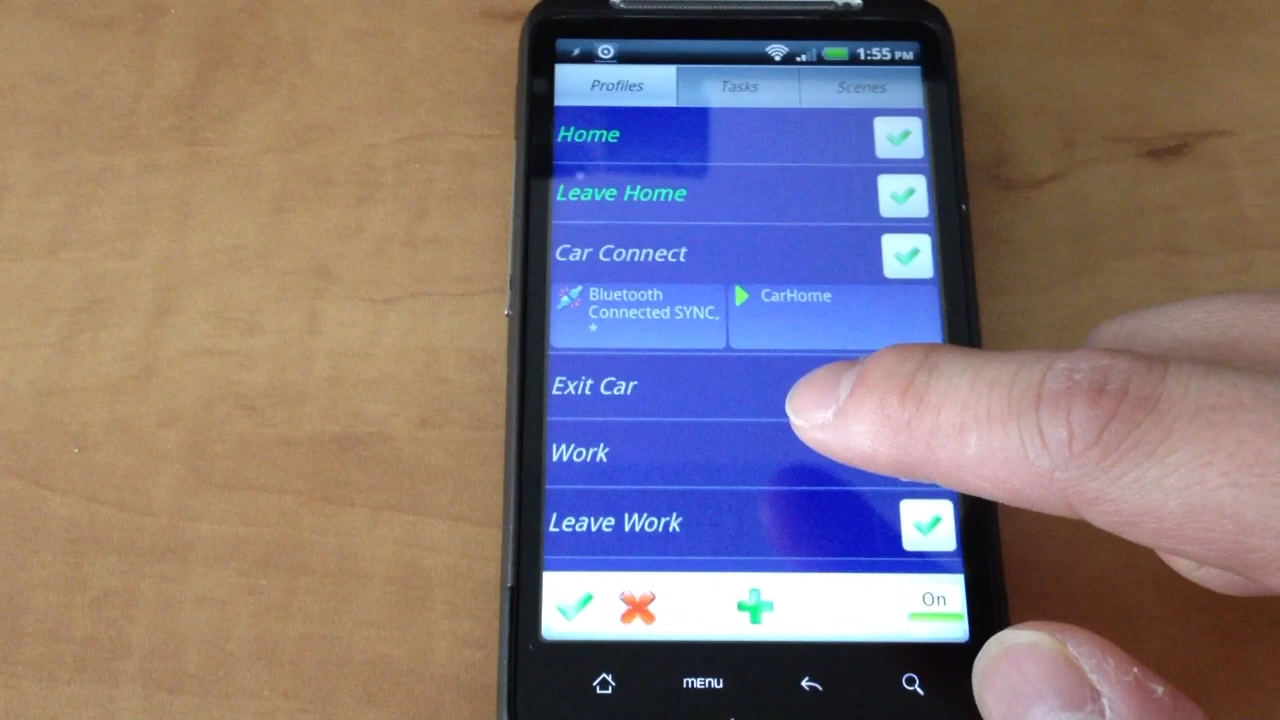 1:55 PM
Profiles Tasks Scenes
Home
Leave Home
Car Connect
Bluetooth CarHome
Connected SYNC,
*
Exit Car
Work
Leave Work
On
MENU